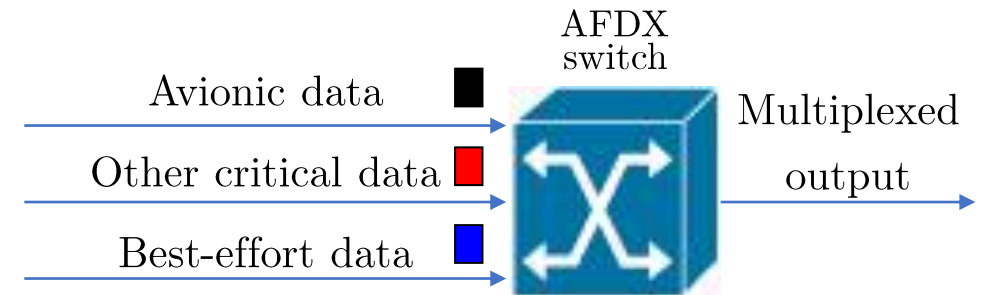 AFDX
switch
Avionic data
Multiplexed
Other critical data
output
Best-effort data